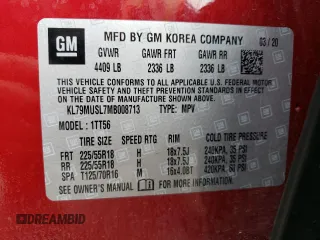 GM
MFD BY GM KOREA COMPANY 03/20
GVWR GAWR FRT GAWR RR
4409 LB 2336 LB 2336 LB
THIS VEHICLE CONFORMS TO ALL APPLICABLE U.S. FEDERAL MOTOR
VEHICLE SAFETY AND THEFT PREVENTION STANDARDS IN EFFECT ON
THE DATE OF MANUFACTURE SHOWN ABOVE.
KL79MUSL7MB008713 TYPE: MPV
MODEL: 1TT56
TIRE SIZE SPEED RTG RIM COLD TIRE PRESSURE
FRT 225/55R18 H 18x7.5J 240KPA, 35 PSI
RR 225/55R18 H 18x7.5J 240KPA, 35 PSI
SPA T125/70R16 M 16x4.0BT 420KPA, 60 PSI
SEE OWNER'S MANUAL FOR MORE INFORMATION.
DREAMBID